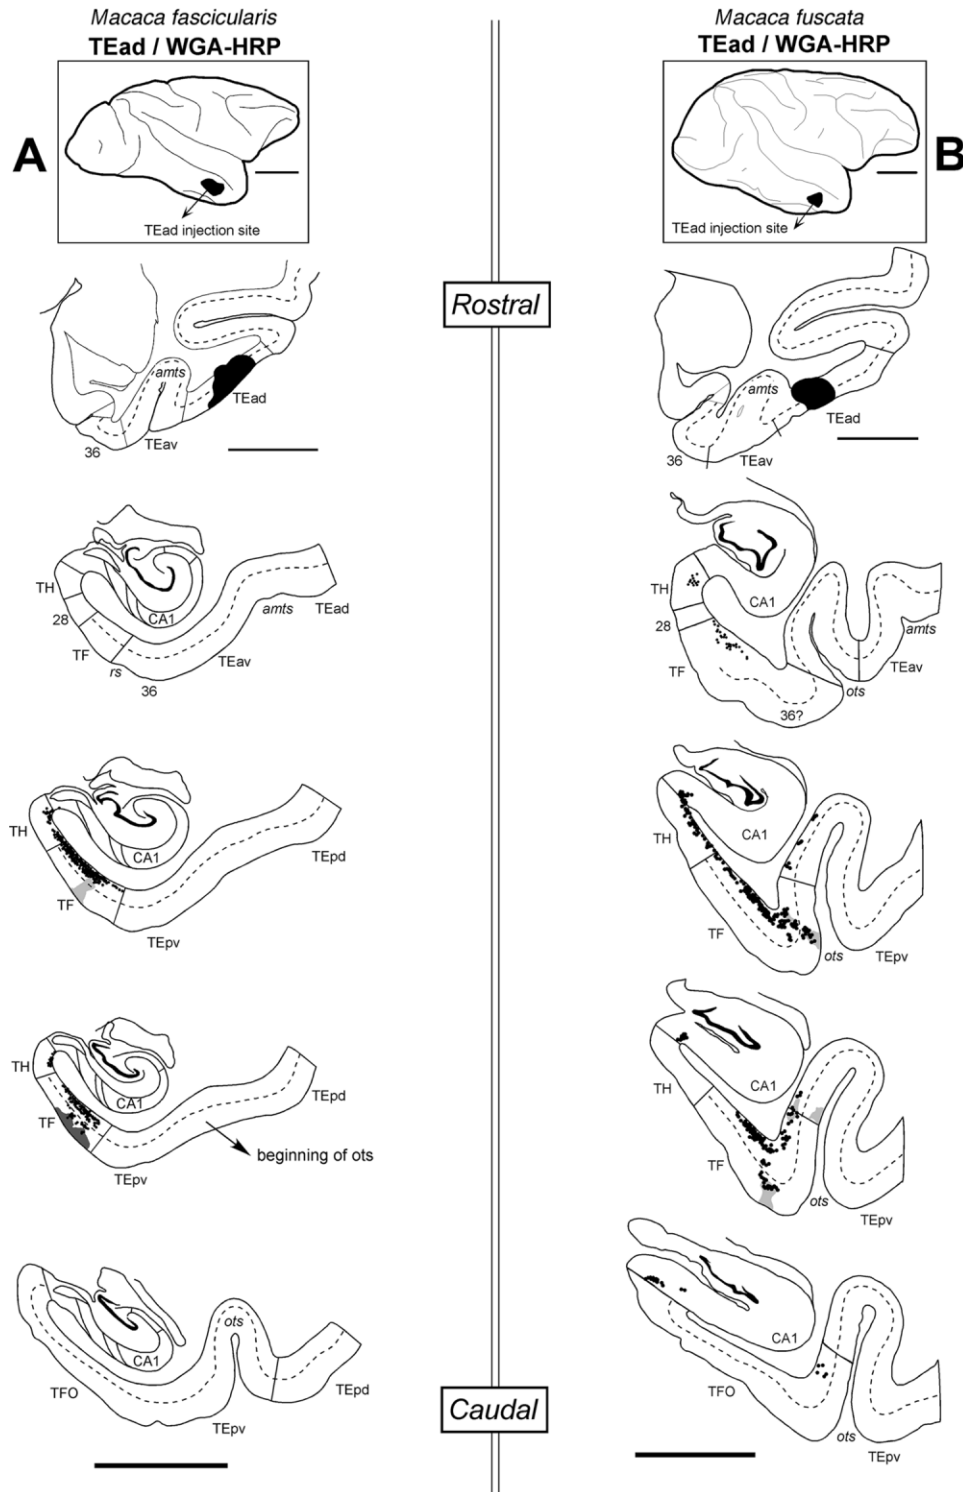 Macaca fascicularis
TEad / WGA-HRP
A
TEad injection site
amts
TEad
36
TEav
TH
28
TF
rs
36
CA1
TEav
amts
TEad
TH
TF
CA1
TEpv
TEpd
TH
TF
CA1
TEpv
TEpd
beginning of ots
TFO
CA1
ots
TEpv
TEpd
Rostral
Caudal
Macaca fuscata
TEad / WGA-HRP
B
TEad injection site
amts
TEad
36
TEav
TH
28
TF
CA1
36?
ots
TEav
amts
TH
TF
CA1
ots
TEpv
TH
TF
CA1
ots
TEpv
TFO
CA1
ots
TEpv